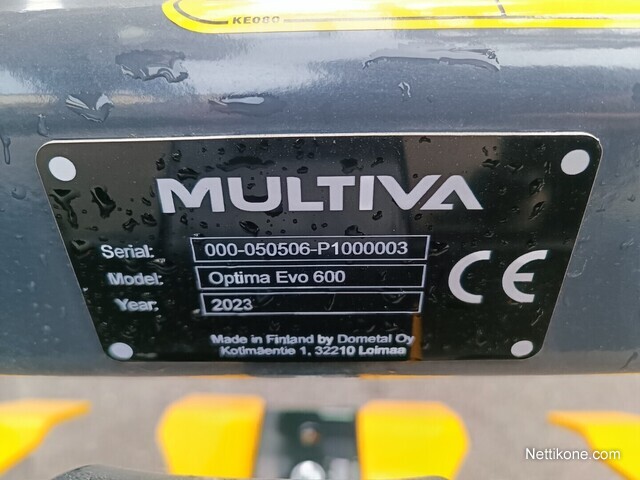 KE080
MULTIVA
Serial: 000-050506-P1000003
Model: Optima Evo 600
Year: 2023
CE
Made in Finland by Dometal Oy
Kotimäentie 1, 32210 Loimaa
Nettikone.com